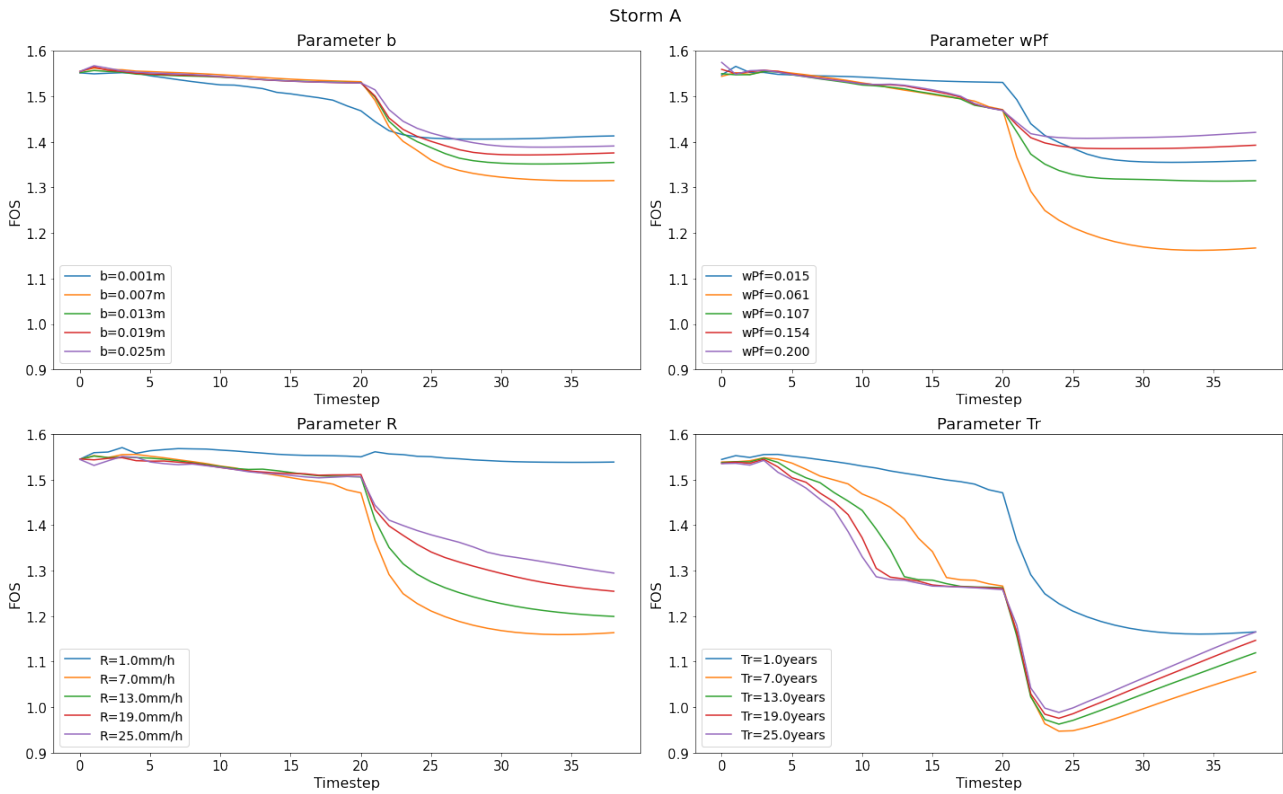 Storm A
Parameter b
1.6
1.5
1.4
1.3
1.2
1.1
1.0
0.9
FOS
b=0.001m
b=0.007m
b=0.013m
b=0.019m
b=0.025m
0 5 10 15 20 25 30 35
Timestep
Parameter wPf
1.6
1.5
1.4
1.3
1.2
1.1
1.0
0.9
FOS
wPf=0.015
wPf=0.061
wPf=0.107
wPf=0.154
wPf=0.200
0 5 10 15 20 25 30 35
Timestep
Parameter R
1.6
1.5
1.4
1.3
1.2
1.1
1.0
0.9
FOS
R=1.0mm/h
R=7.0mm/h
R=13.0mm/h
R=19.0mm/h
R=25.0mm/h
0 5 10 15 20 25 30 35
Timestep
Parameter Tr
1.6
1.5
1.4
1.3
1.2
1.1
1.0
0.9
FOS
Tr=1.0years
Tr=7.0years
Tr=13.0years
Tr=19.0years
Tr=25.0years
0 5 10 15 20 25 30 35
Timestep